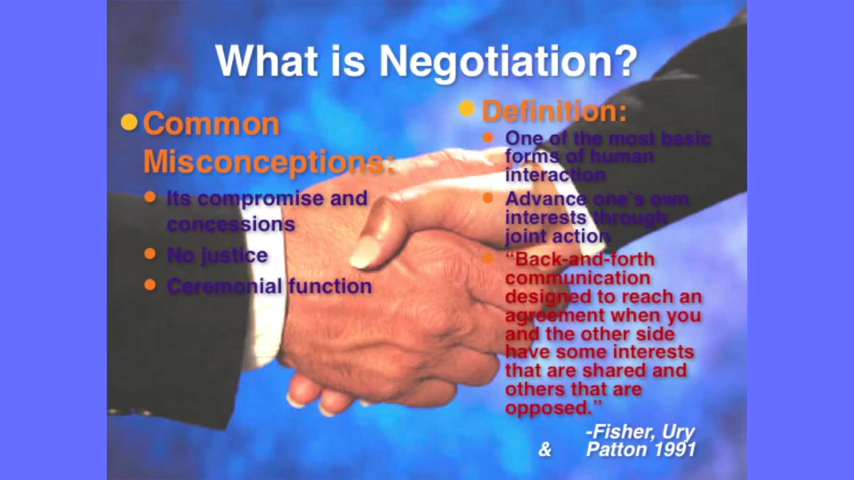 What is Negotiation?
Common
Misconceptions:
Its compromise and
concessions
No justice
Ceremonial function
Definition:
One of the most basic
forms of human
interaction
Advance one's own
interests through
joint action
“Back-and-forth
communication
designed to reach an
agreement when you
and the other side
have some interests
that are shared and
others that are
opposed.”
-Fisher, Ury
& Patton 1991